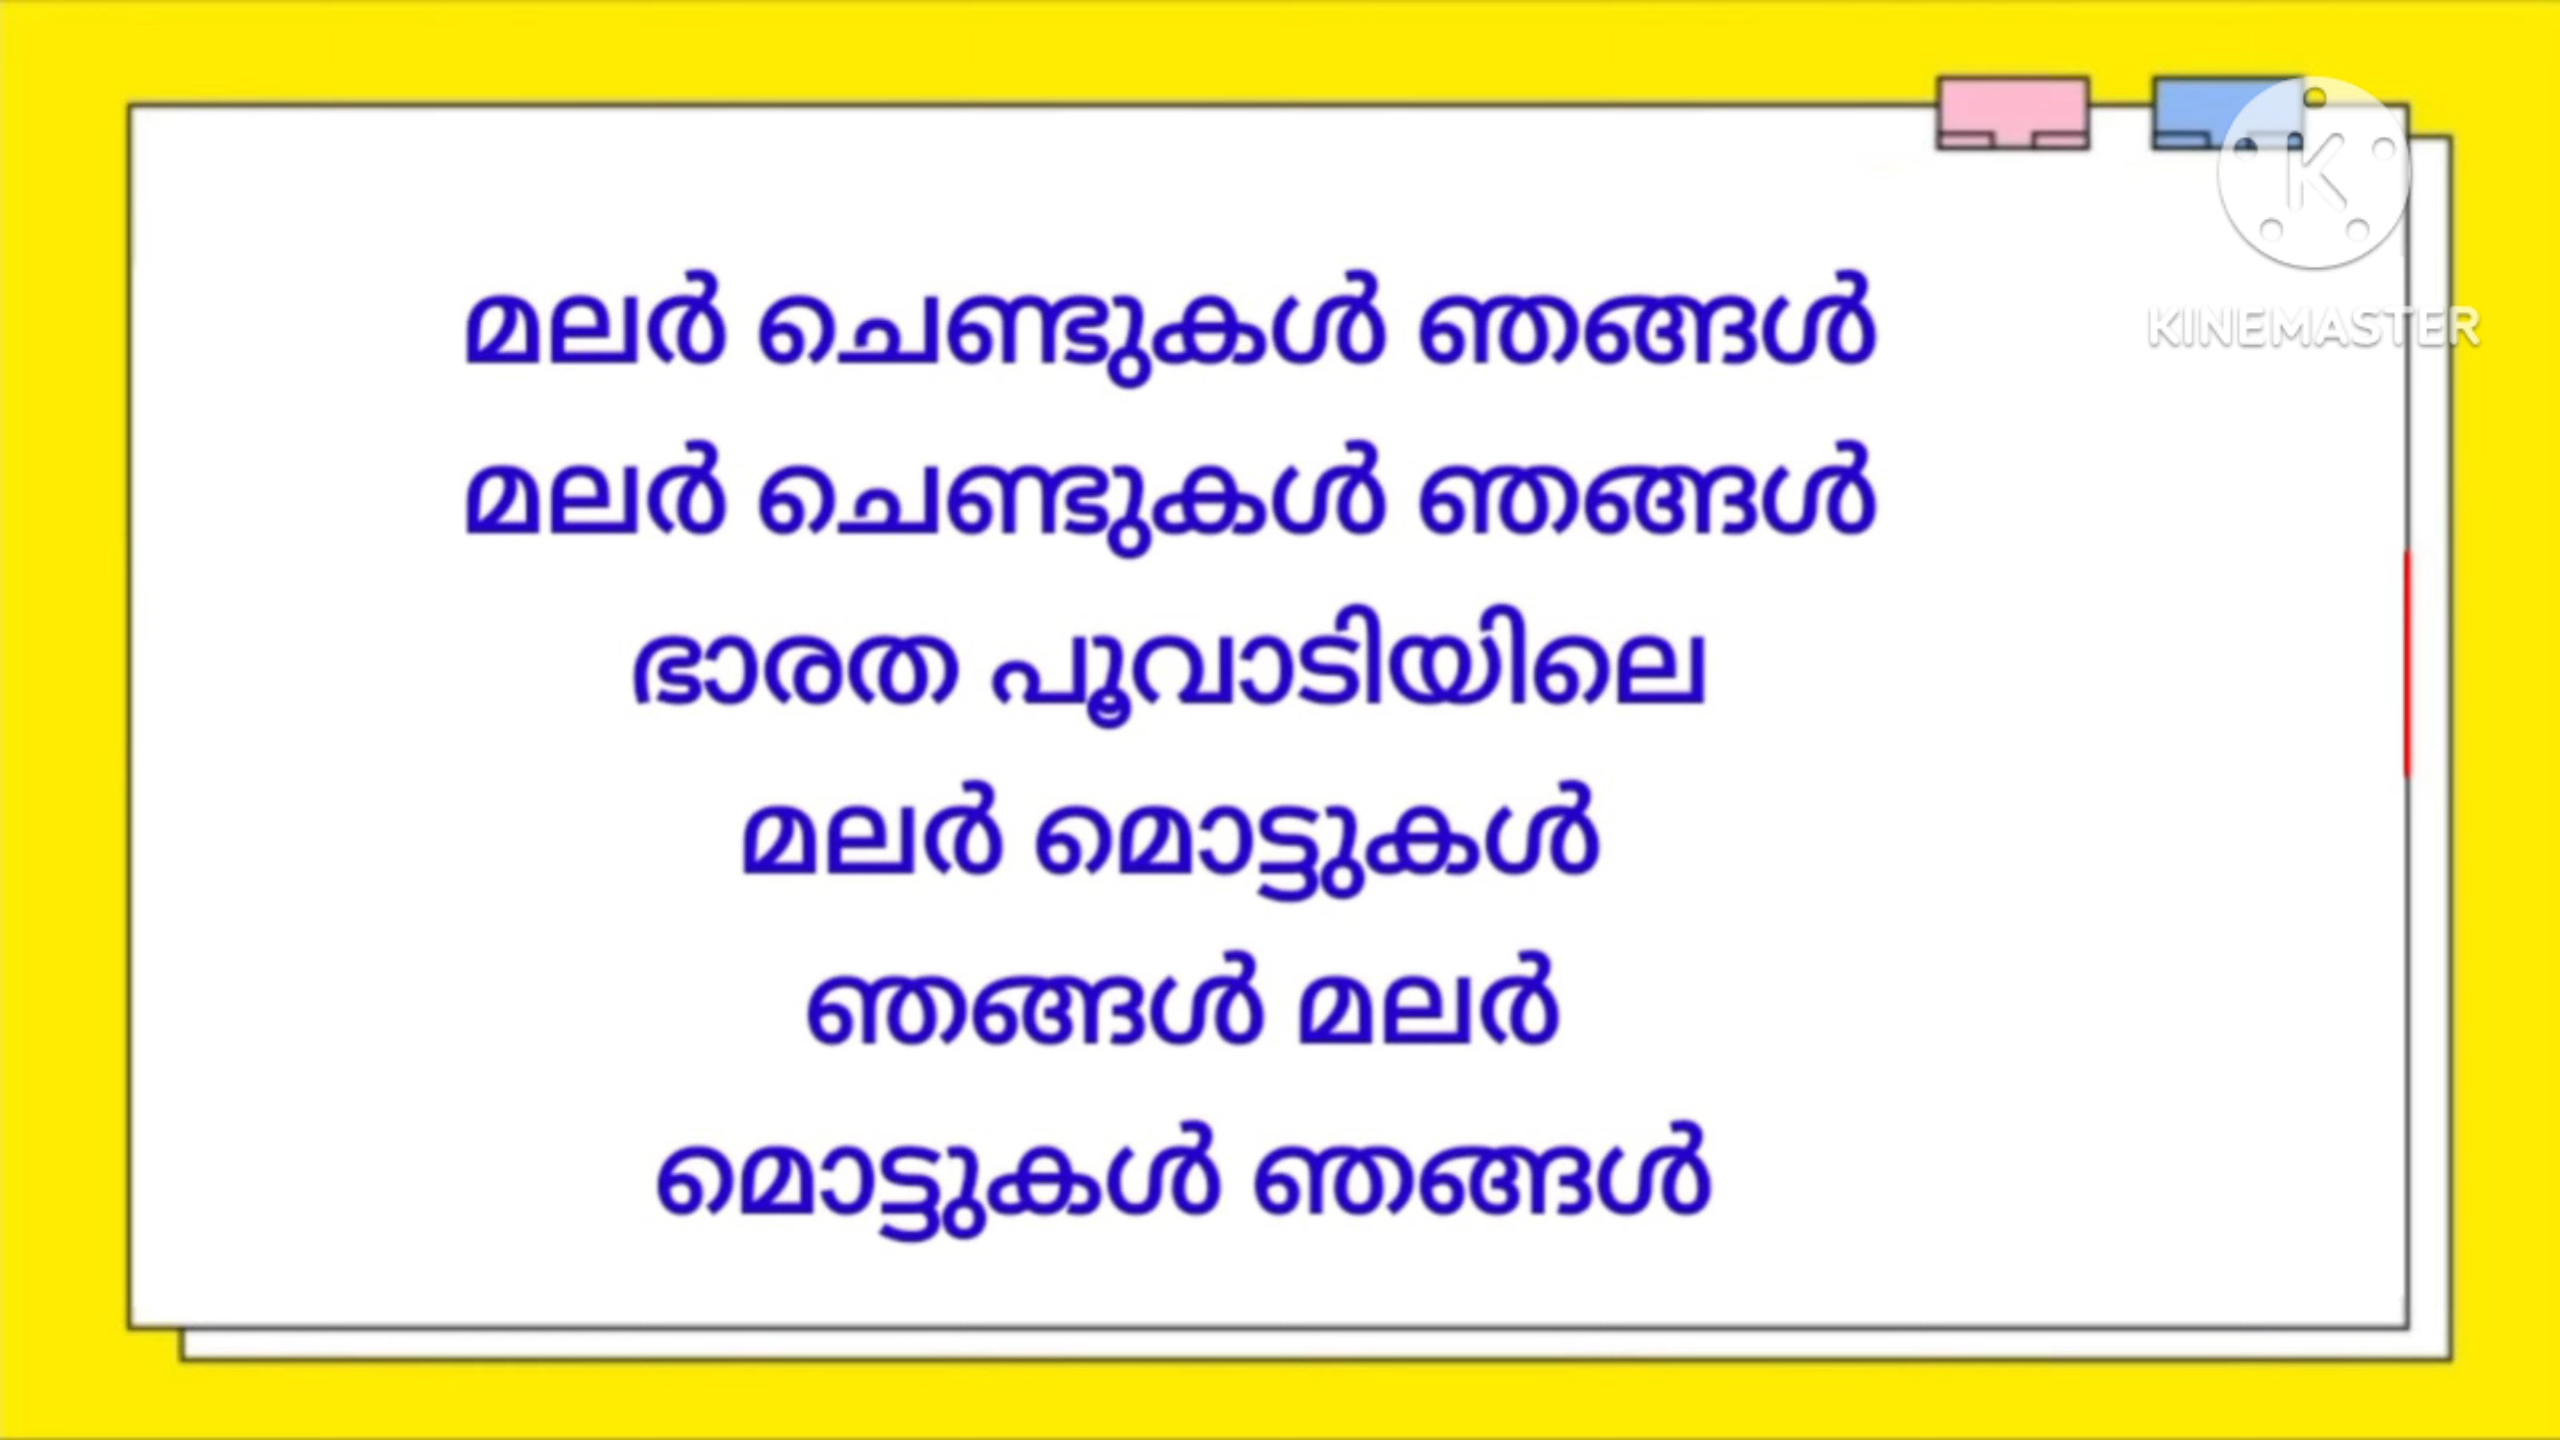 മലർ ചെണ്ടുകൾ ഞങ്ങൾ
മലർ ചെണ്ടുകൾ ഞങ്ങൾ
ഭാരത പൂവാടിയിലെ
മലർ മൊട്ടുകൾ
ഞങ്ങൾ മലർ
മൊട്ടുകൾ ഞങ്ങൾ
K
KINEMASTER